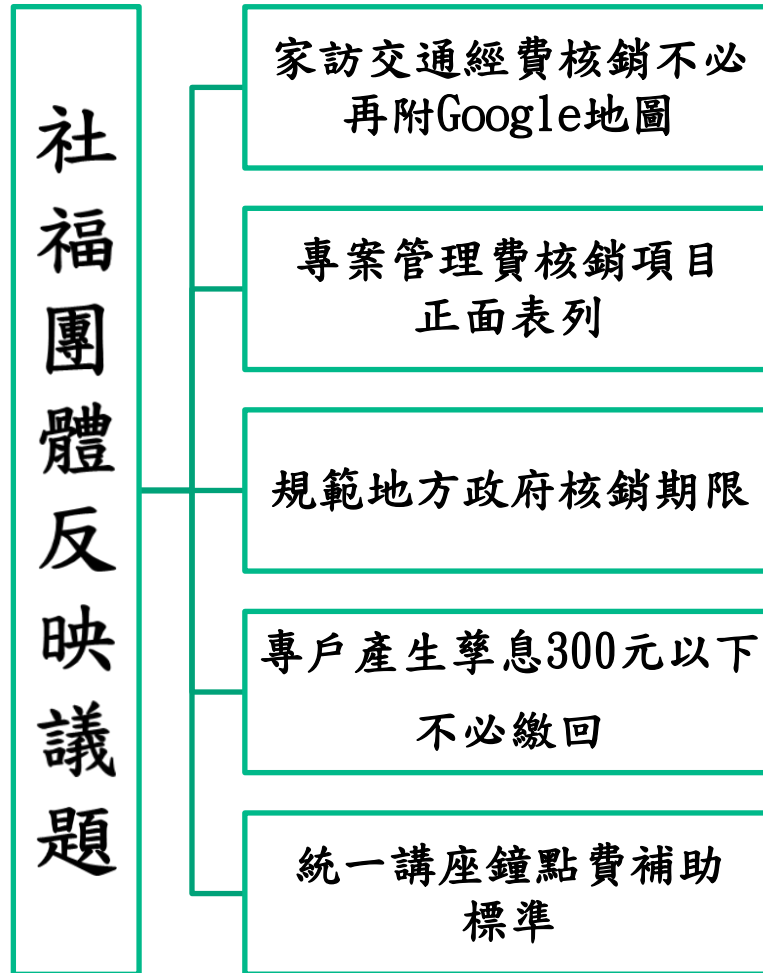 社福團體反映議題
家訪交通經費核銷不必
再附Google地圖
專案管理費核銷項目
正面表列
規範地方政府核銷期限
專戶產生孳息300元以下
不必繳回
統一講座鐘點費補助
標準